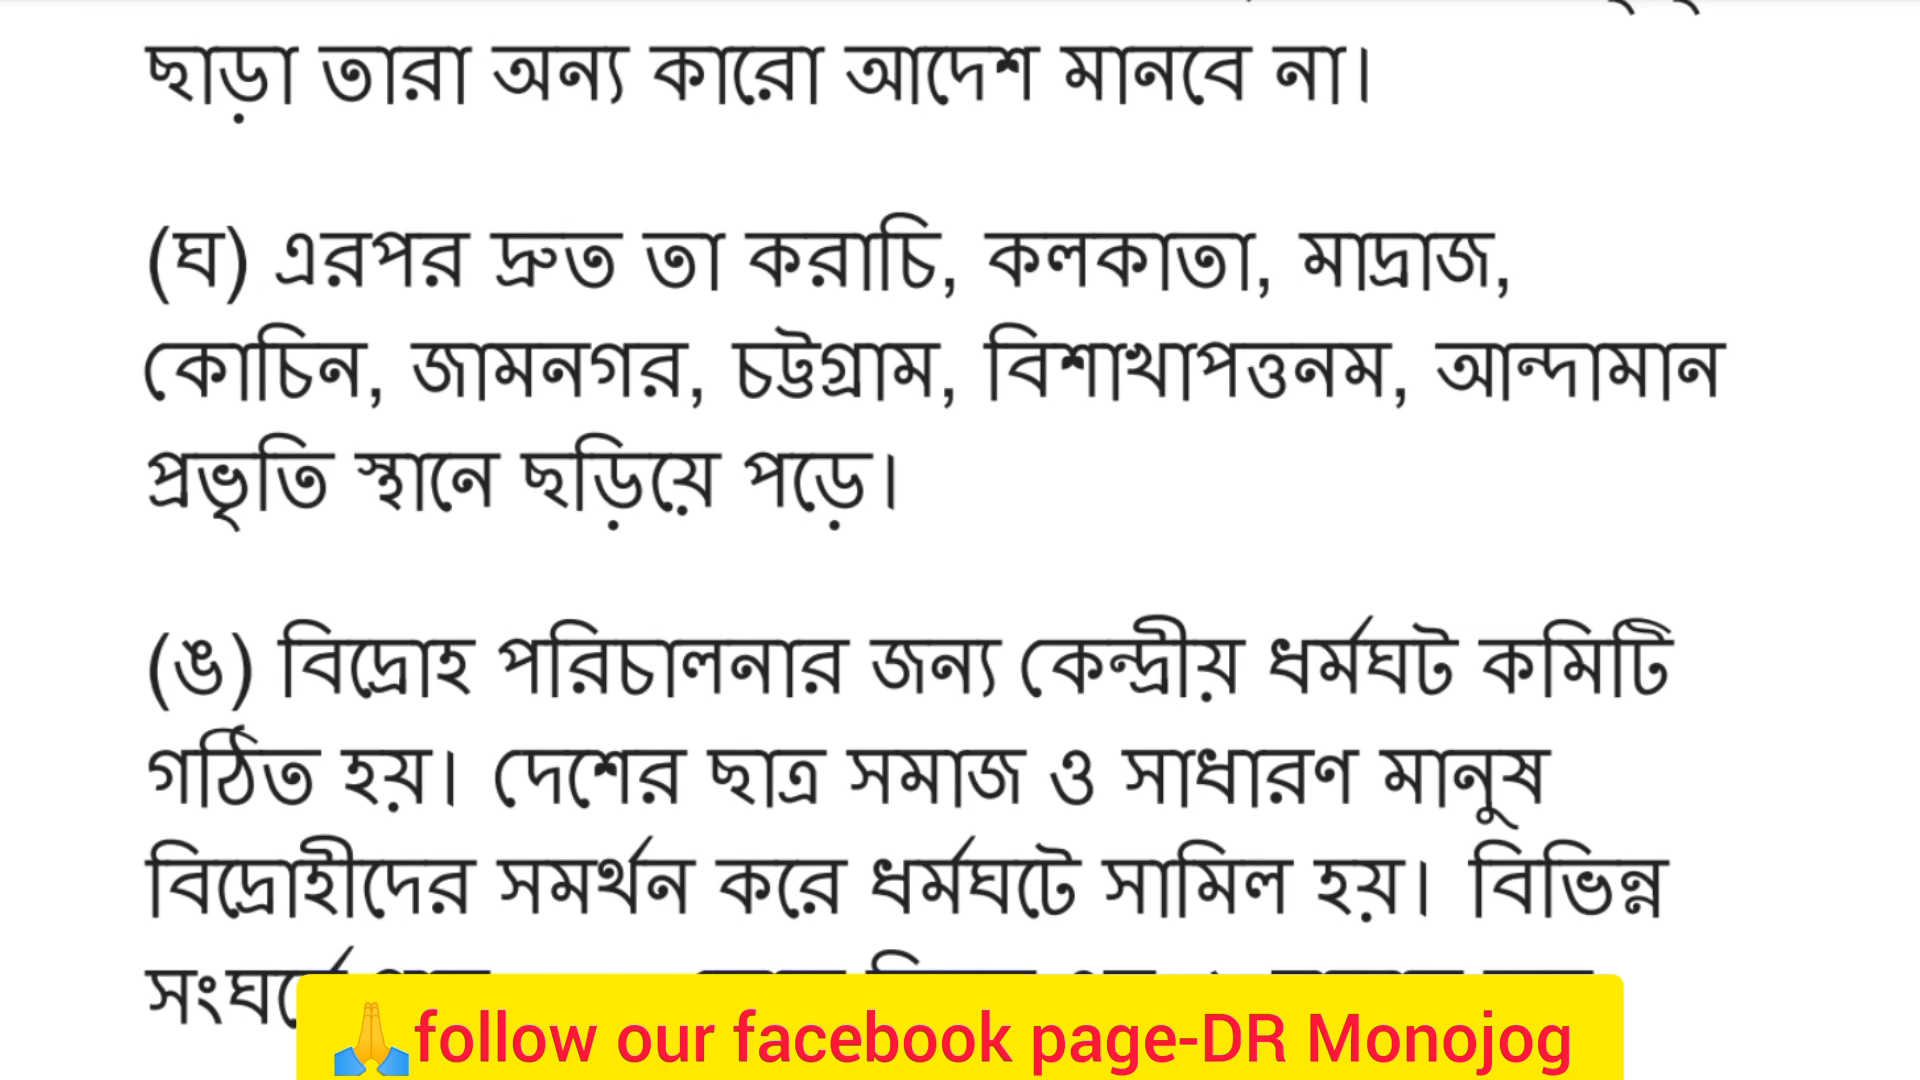 ছাড়া তারা অন্য কারো আদেশ মানবে না।
(ঘ) এরপর দ্রুত তা করাচি, কলকাতা, মাদ্রাজ,
কোচিন, জামনগর, চট্টগ্রাম, বিশাখাপত্তনম, আন্দামান
প্রভৃতি স্থানে ছড়িয়ে পড়ে।
(ঙ) বিদ্রোহ পরিচালনার জন্য কেন্দ্রীয় ধর্মঘট কমিটি
গঠিত হয়। দেশের ছাত্র সমাজ ও সাধারণ মানুষ
বিদ্রোহীদের সমর্থন করে ধর্মঘটে সামিল হয়। বিভিন্ন
🙏follow our facebook page-DR Monojog